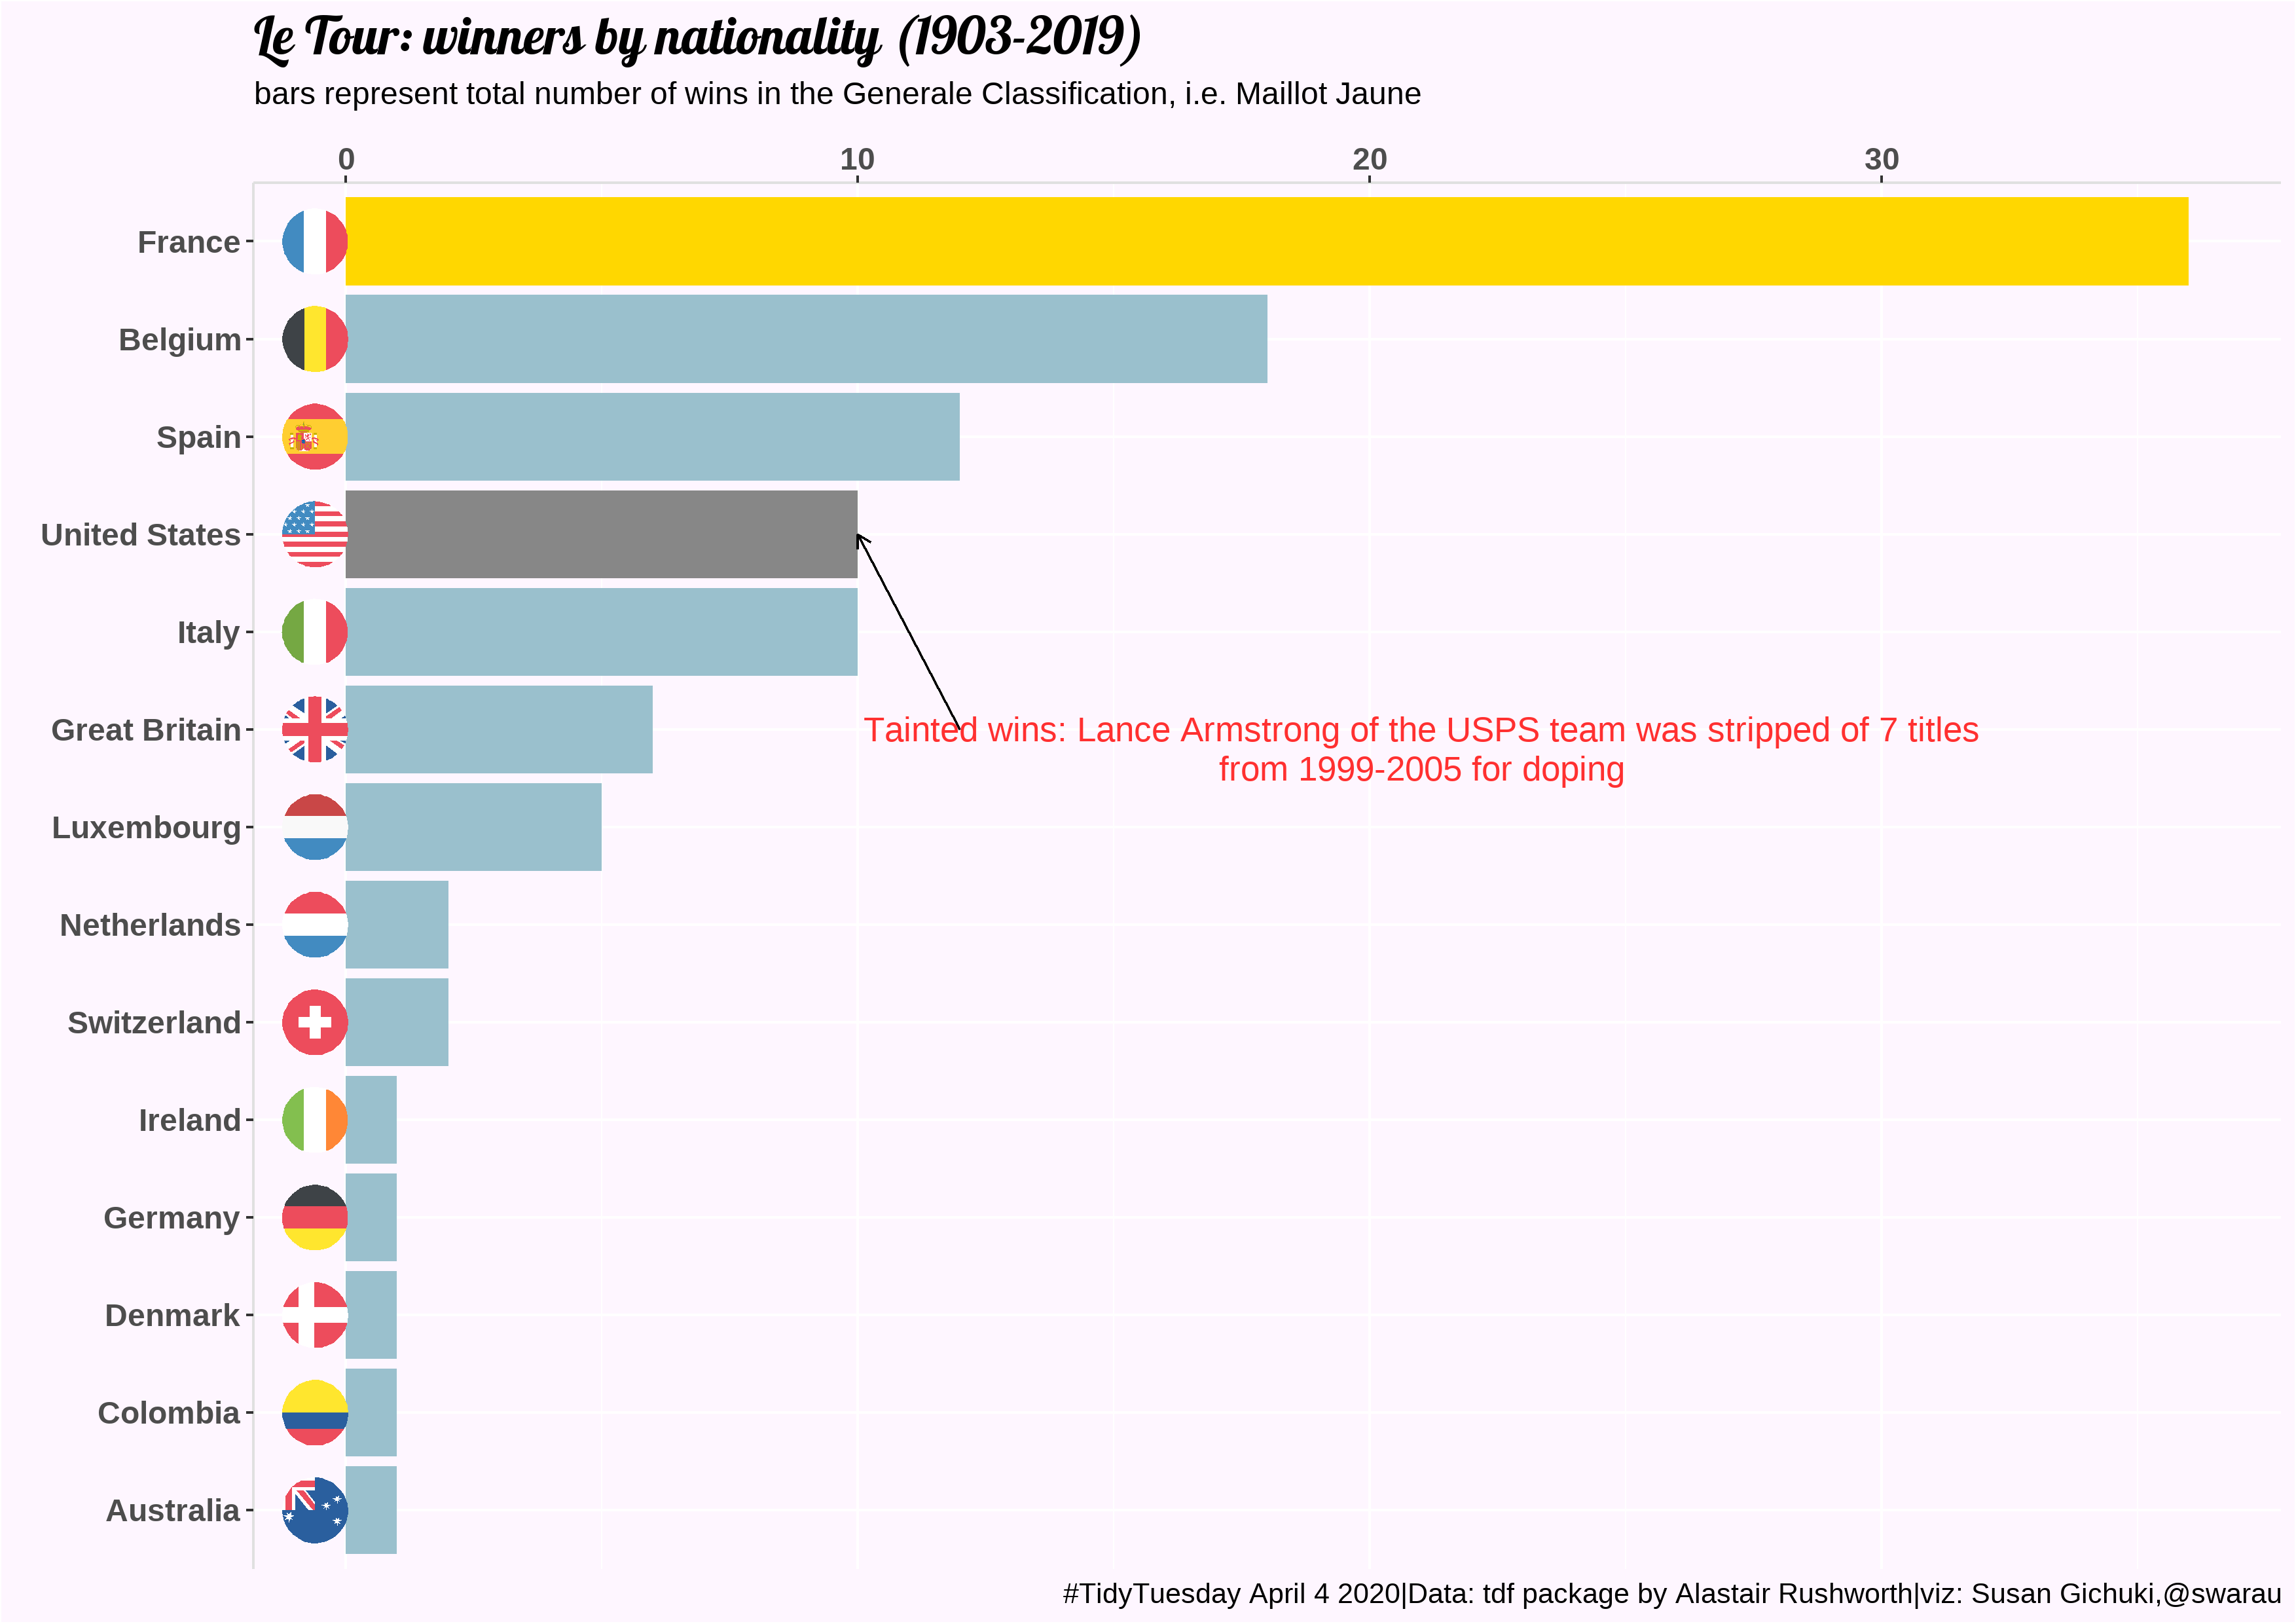 Le Tour: winners by nationality (1903-2019)
bars represent total number of wins in the Generale Classification, i.e. Maillot Jaune
0 10 20 30
France
Belgium
Spain
United States
Italy
Great Britain
Tainted wins: Lance Armstrong of the USPS team was stripped of 7 titles
from 1999-2005 for doping
Luxembourg
Netherlands
Switzerland
Ireland
Germany
Denmark
Colombia
Australia
#TidyTuesday April 4 2020|Data: tdf package by Alastair Rushworth|viz: Susan Gichuki,@swarau